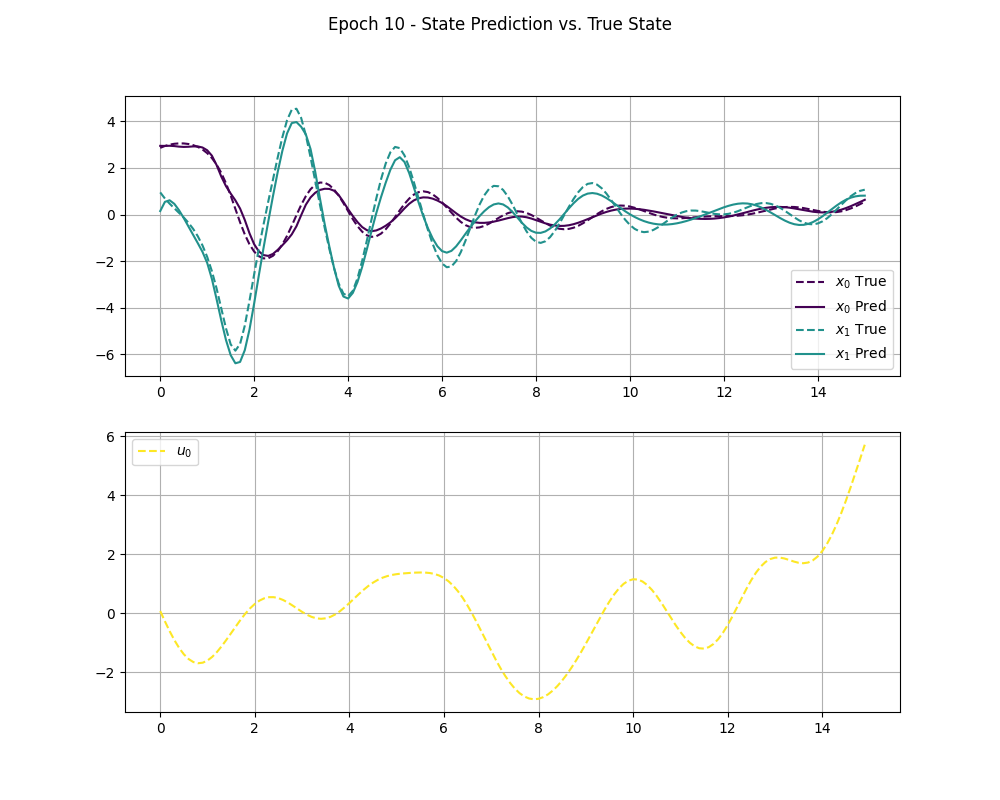 Epoch 10 - State Prediction vs. True State
4
2
0
−2
−4
−6
x₀ True
x₀ Pred
x₁ True
x₁ Pred
0 2 4 6 8 10 12 14
6
4
2
0
−2
u₀
0 2 4 6 8 10 12 14